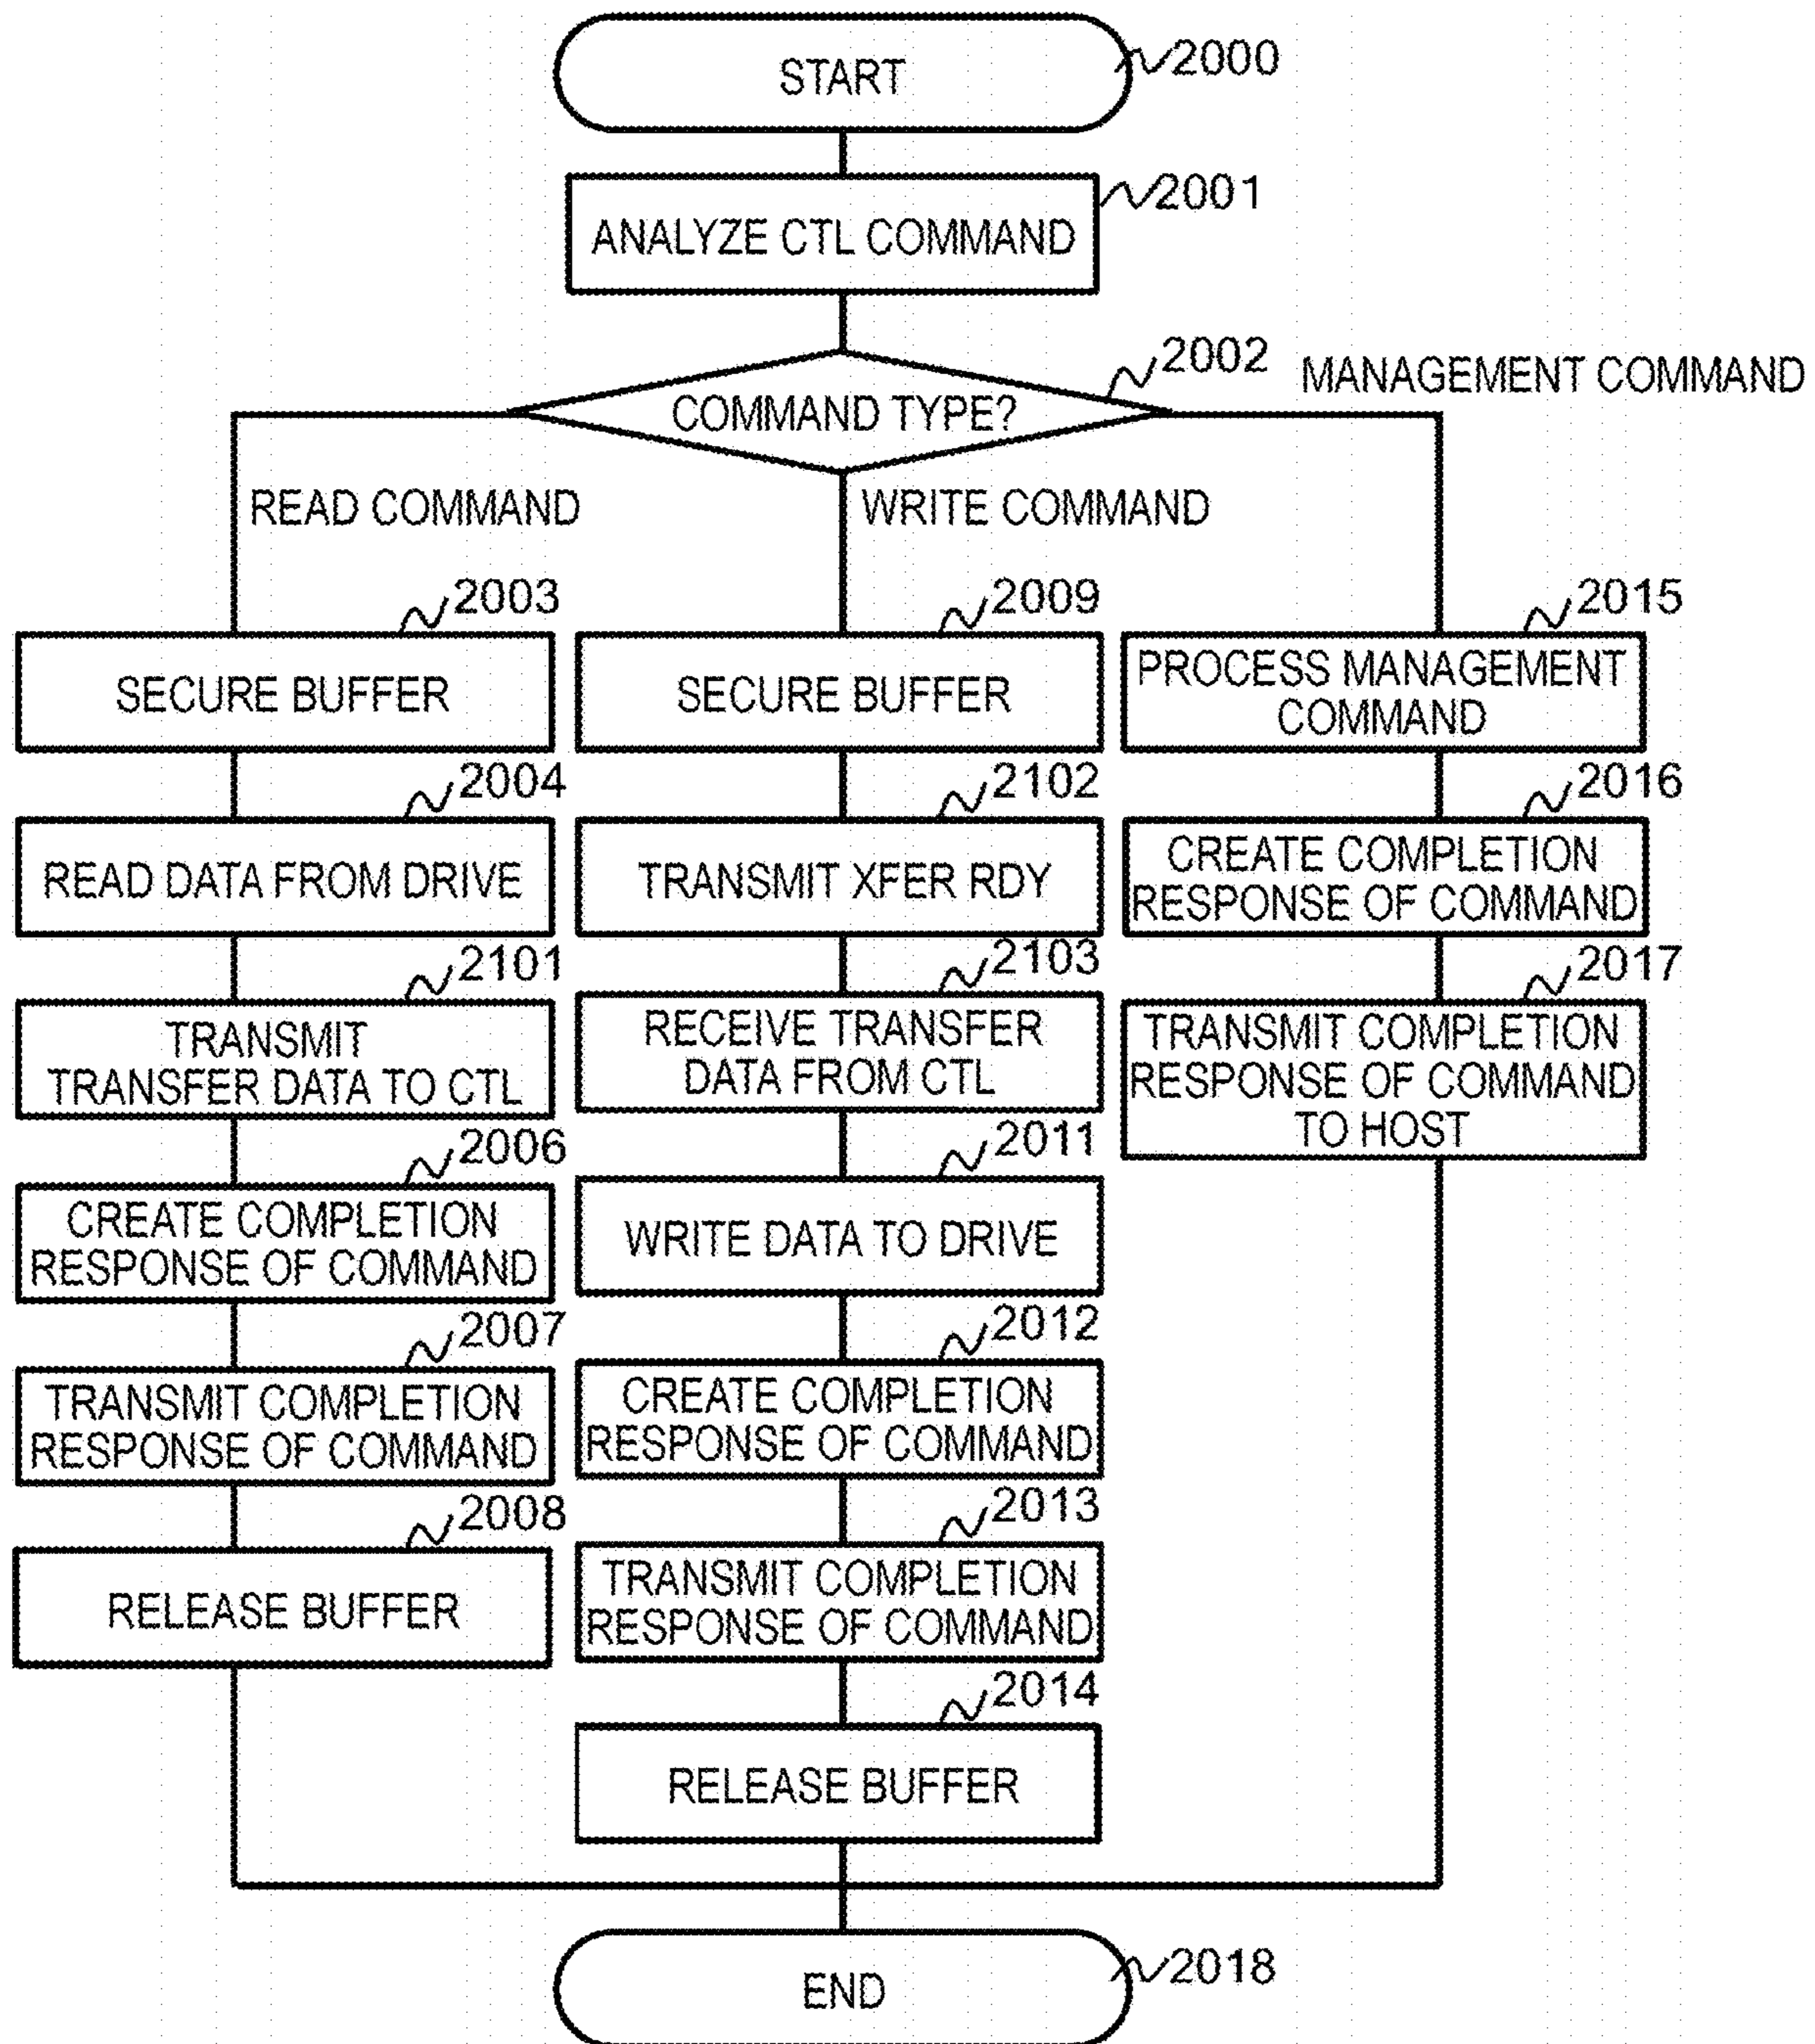 START
2000
ANALYZE CTL COMMAND
2001
COMMAND TYPE?
2002
MANAGEMENT COMMAND
READ COMMAND
WRITE COMMAND
2003
SECURE BUFFER
2004
READ DATA FROM DRIVE
2101
TRANSMIT
TRANSFER DATA TO CTL
2006
CREATE COMPLETION
RESPONSE OF COMMAND
2007
TRANSMIT COMPLETION
RESPONSE OF COMMAND
2008
RELEASE BUFFER
2009
SECURE BUFFER
2102
TRANSMIT XFER RDY
2103
RECEIVE TRANSFER
DATA FROM CTL
2011
WRITE DATA TO DRIVE
2012
CREATE COMPLETION
RESPONSE OF COMMAND
2013
TRANSMIT COMPLETION
RESPONSE OF COMMAND
2014
RELEASE BUFFER
2015
PROCESS MANAGEMENT
COMMAND
2016
CREATE COMPLETION
RESPONSE OF COMMAND
2017
TRANSMIT COMPLETION
RESPONSE OF COMMAND
TO HOST
END
2018